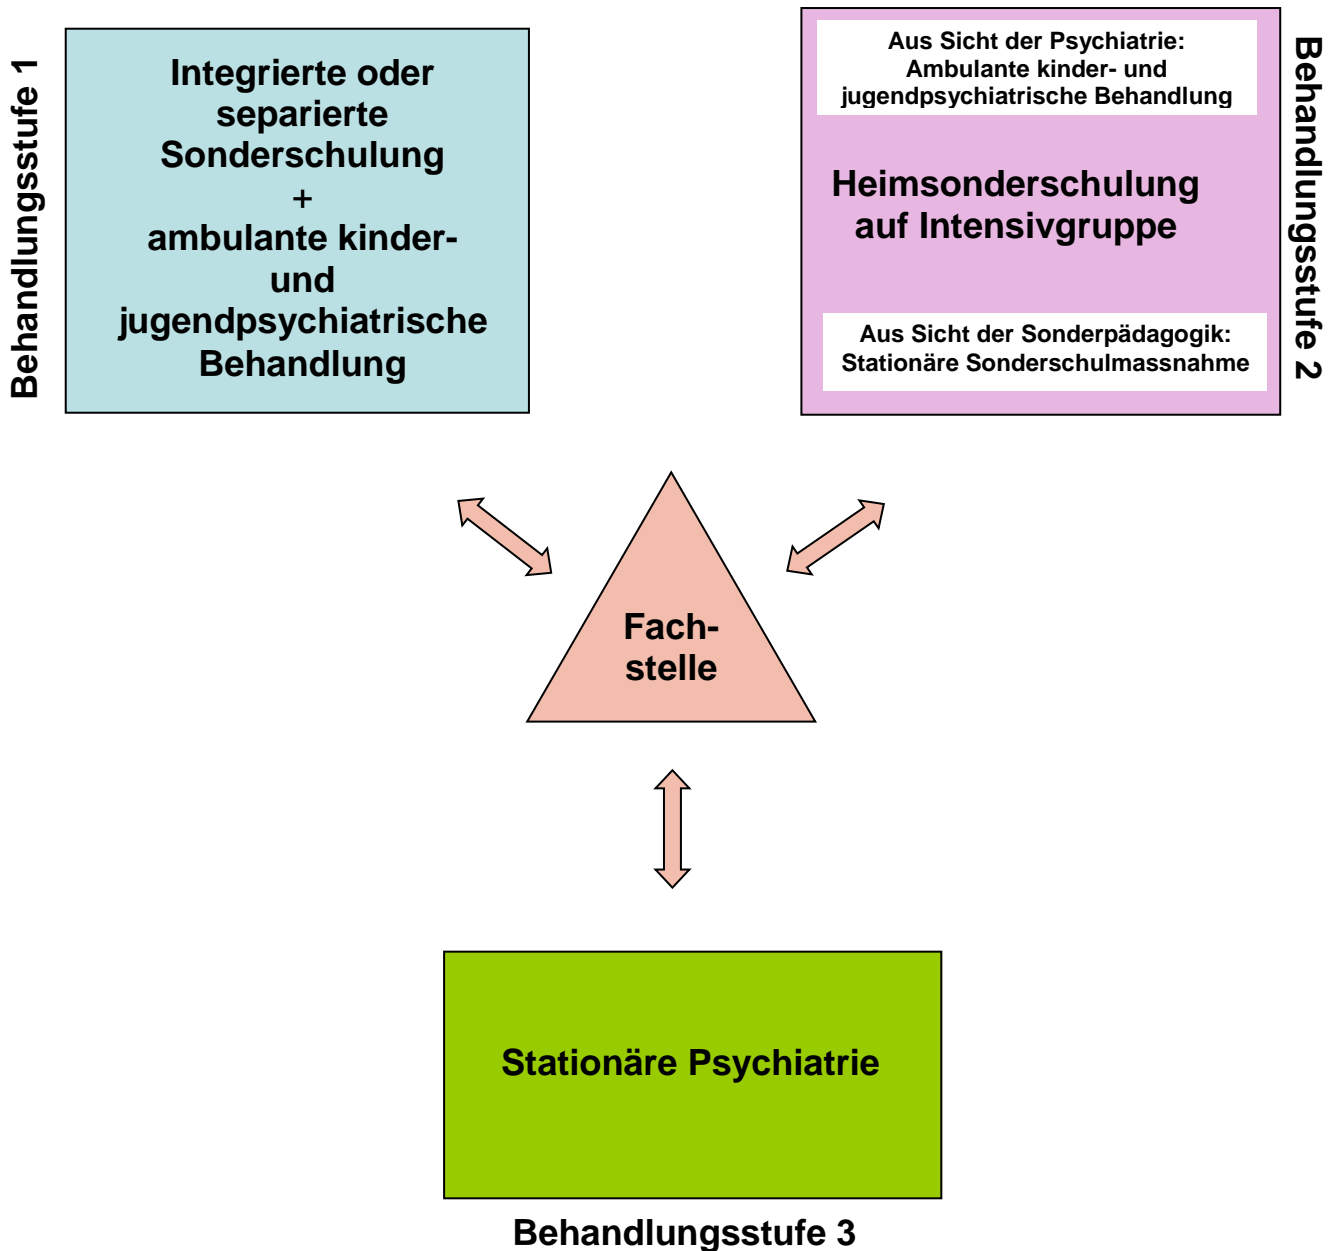 Behandlungsstufe 1
Integrierte oder
separierte
Sonderschulung
+
ambulante kinder-
und
jugendpsychiatrische
Behandlung
Aus Sicht der Psychiatrie:
Ambulante kinder- und
jugendpsychiatrische Behandlung
Heimsonderschulung
auf Intensivgruppe
Aus Sicht der Sonderpädagogik:
Stationäre Sonderschulmassnahme
Behandlungsstufe 2
Fach-
stelle
Stationäre Psychiatrie
Behandlungsstufe 3